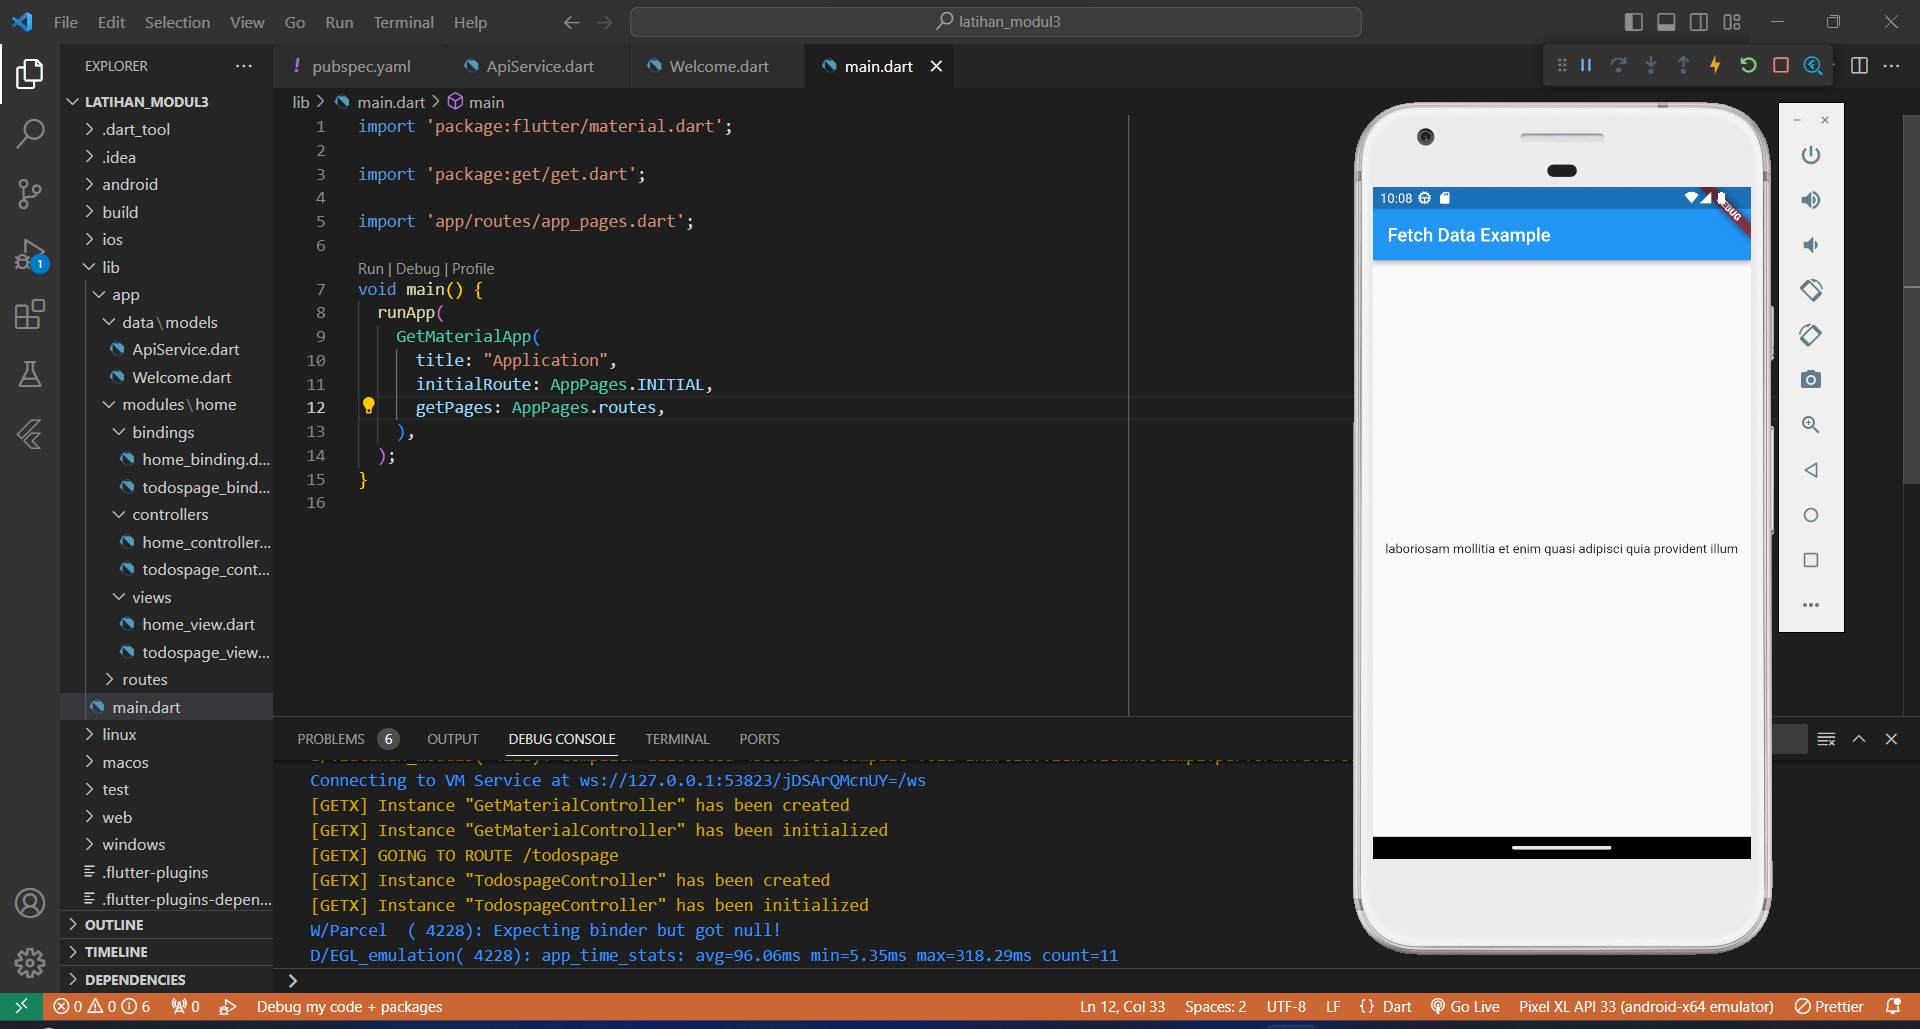 File Edit Selection View Go Run Terminal Help
latihan_modul3
EXPLORER
LATIHAN_MODUL3
.dart_tool
.idea
android
build
ios
lib
app
data\models
ApiService.dart
Welcome.dart
modules\home
bindings
home_binding.d...
todospage_bind...
controllers
home_controller...
todospage_cont...
views
home_view.dart
todospage_view...
routes
main.dart
linux
macos
test
web
windows
.flutter-plugins
.flutter-plugins-depen...
OUTLINE
TIMELINE
DEPENDENCIES
pubspec.yaml ApiService.dart Welcome.dart main.dart
lib > main.dart > main
1 import 'package:flutter/material.dart';
2
3 import 'package:get/get.dart';
4
5 import 'app/routes/app_pages.dart';
6
Run | Debug | Profile
7 void main() {
8 runApp(
9 GetMaterialApp(
10 title: "Application",
11 initialRoute: AppPages.INITIAL,
12 getPages: AppPages.routes,
13 ),
14 );
15 }
16
10:08
DEBUG
Fetch Data Example
laboriosam mollitia et enim quasi adipisci quia provident illum
PROBLEMS 6 OUTPUT DEBUG CONSOLE TERMINAL PORTS
Connecting to VM Service at ws://127.0.0.1:53823/jDSArQMcnUY=/ws
[GETX] Instance "GetMaterialController" has been created
[GETX] Instance "GetMaterialController" has been initialized
[GETX] GOING TO ROUTE /todospage
[GETX] Instance "TodospageController" has been created
[GETX] Instance "TodospageController" has been initialized
W/Parcel ( 4228): Expecting binder but got null!
D/EGL_emulation( 4228): app_time_stats: avg=96.06ms min=5.35ms max=318.29ms count=11
0 0 6 0 Debug my code + packages Ln 12, Col 33 Spaces: 2 UTF-8 LF {} Dart Go Live Pixel XL API 33 (android-x64 emulator) Prettier
1